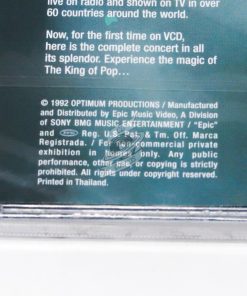 live on radio and shown on TV in over
60 countries around the world.
Now, for the first time on VCD,
here is the complete concert in all
its splendor. Experience the magic of
The King of Pop...
© 1992 OPTIMUM PRODUCTIONS / Manufactured
and Distributed by Epic Music Video, A Division
of SONY BMG MUSIC ENTERTAINMENT / "Epic"
and Reg. U.S. Pat. & Tm. Off. Marca
Registrada. / For non-commercial private
exhibition in homes only. Any public
performance, other use, or copying is strictly
prohibited. All rights under copyright reserved.
Printed in Thailand.